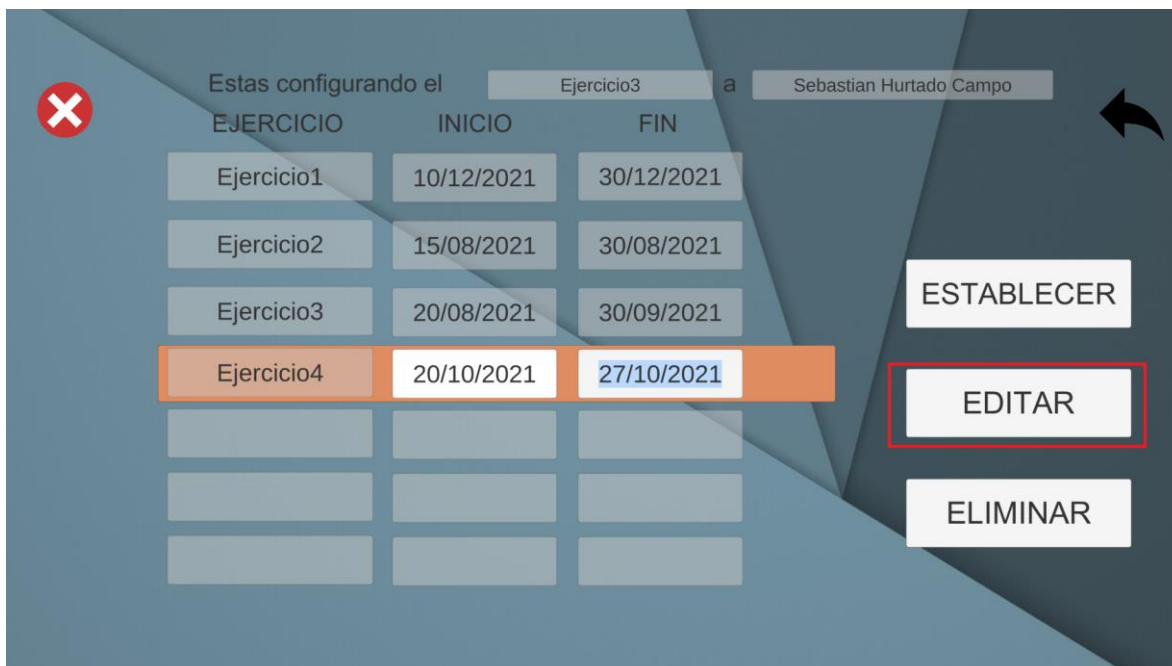 Estas configurando el Ejercicio3 a Sebastian Hurtado Campo
EJERCICIO INICIO FIN
Ejercicio1 10/12/2021 30/12/2021
Ejercicio2 15/08/2021 30/08/2021
Ejercicio3 20/08/2021 30/09/2021
Ejercicio4 20/10/2021 27/10/2021
ESTABLECER
EDITAR
ELIMINAR